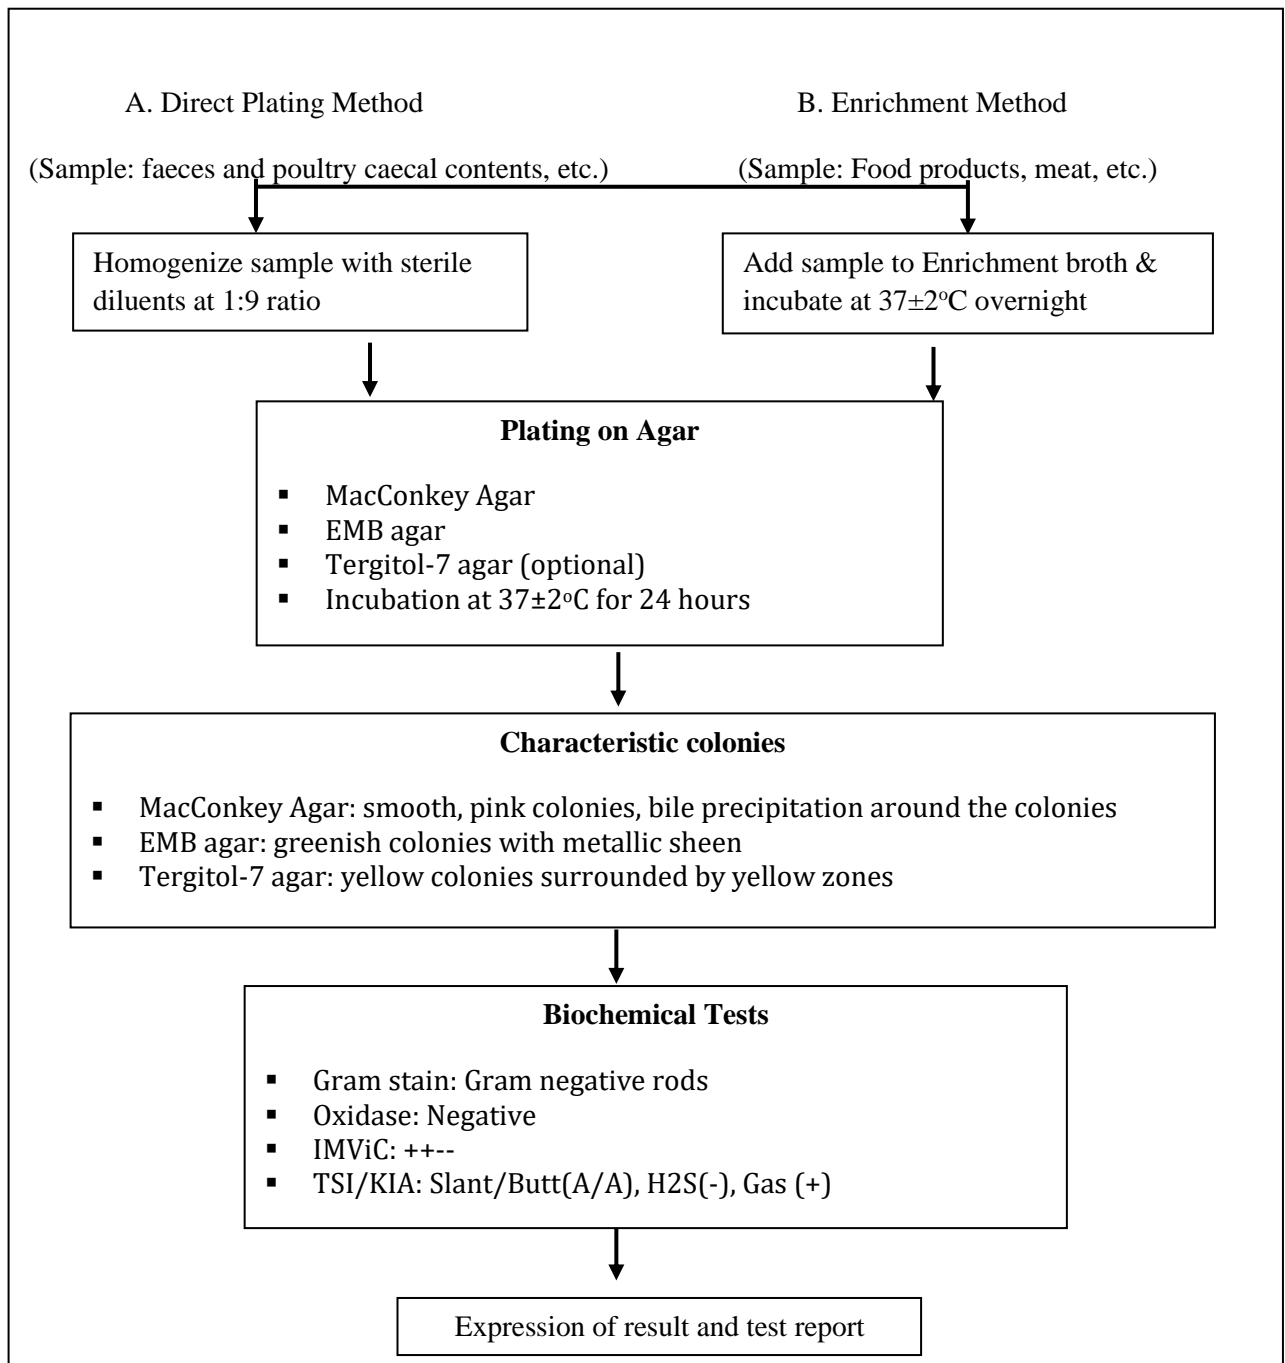 A. Direct Plating Method
B. Enrichment Method
(Sample: faeces and poultry caecal contents, etc.)
(Sample: Food products, meat, etc.)
Homogenize sample with sterile
diluents at 1:9 ratio
Add sample to Enrichment broth &
incubate at 37±2°C overnight
Plating on Agar
▪ MacConkey Agar
▪ EMB agar
▪ Tergitol-7 agar (optional)
▪ Incubation at 37±2°C for 24 hours
Characteristic colonies
▪ MacConkey Agar: smooth, pink colonies, bile precipitation around the colonies
▪ EMB agar: greenish colonies with metallic sheen
▪ Tergitol-7 agar: yellow colonies surrounded by yellow zones
Biochemical Tests
▪ Gram stain: Gram negative rods
▪ Oxidase: Negative
▪ IMViC: ++--
▪ TSI/KIA: Slant/Butt(A/A), H2S(-), Gas (+)
Expression of result and test report